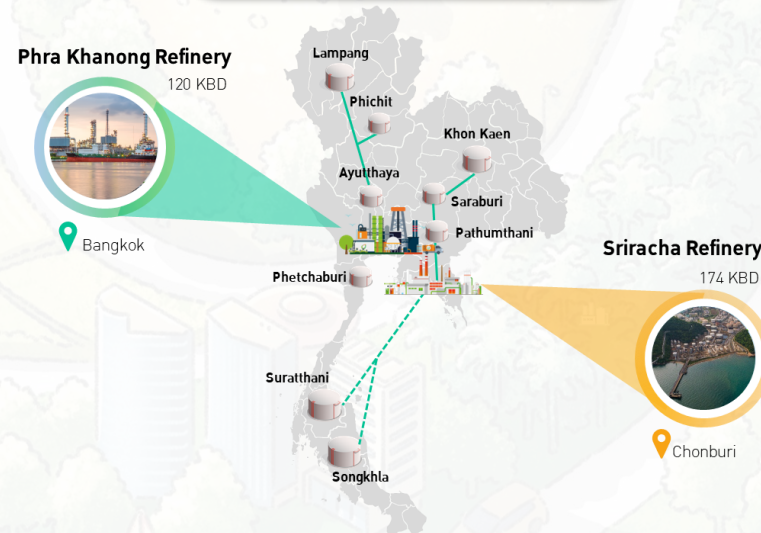 Phra Khanong Refinery
120 KBD
Bangkok
Lampang
Phichit
Khon Kaen
Ayutthaya
Saraburi
Pathumthani
Phetchaburi
Suratthani
Songkhla
Sriracha Refinery
174 KBD
Chonburi